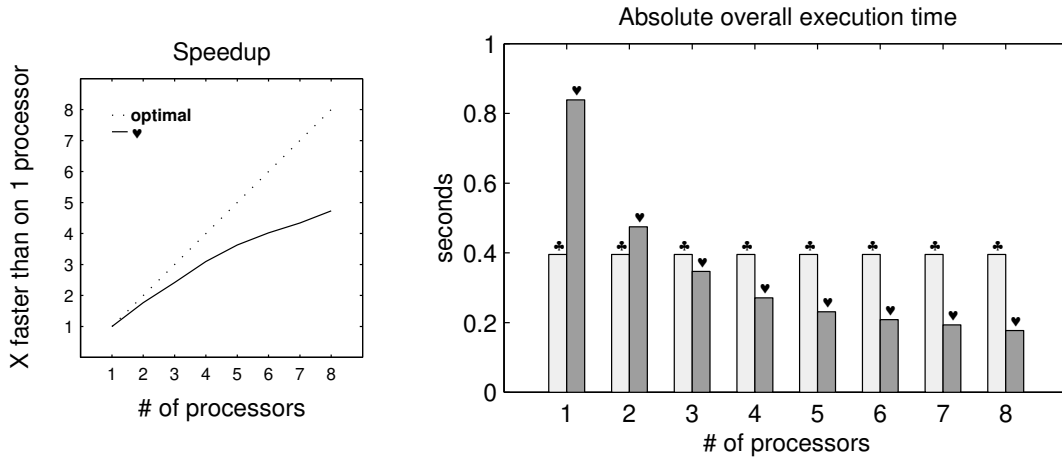 Speedup
X faster than on 1 processor
8
7
6
5
4
3
2
1
optimal
♥
1 2 3 4 5 6 7 8
# of processors
Absolute overall execution time
seconds
1
0.8
0.6
0.4
0.2
0
♥
♣ ♥
♣ ♥
♣ ♥
♣ ♥
♣ ♥
♣ ♥
♣ ♥
♣
1 2 3 4 5 6 7 8
# of processors